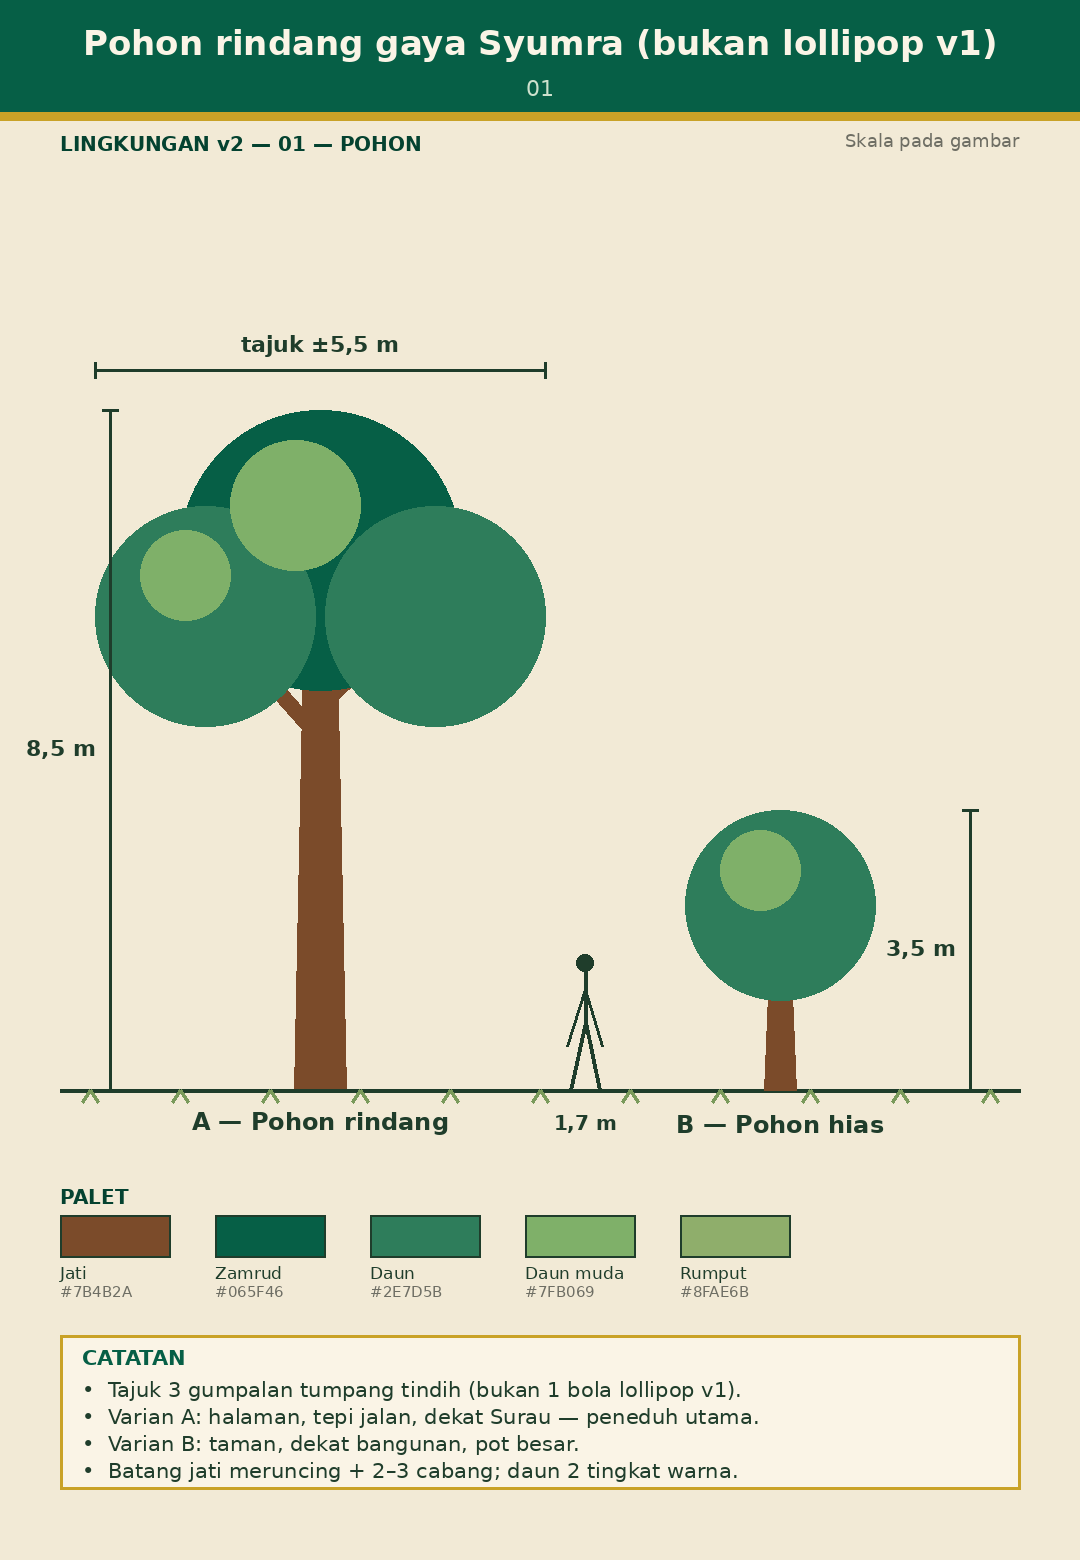 Pohon rindang gaya Syumra (bukan lollipop v1)
01
LINGKUNGAN v2 — 01 — POHON
Skala pada gambar
tajuk ±5,5 m
8,5 m
3,5 m
A — Pohon rindang
1,7 m
B — Pohon hias
PALET
Jati
#7B4B2A
Zamrud
#065F46
Daun
#2E7D5B
Daun muda
#7FB069
Rumput
#8FAE6B
CATATAN
• Tajuk 3 gumpalan tumpang tindih (bukan 1 bola lollipop v1).
• Varian A: halaman, tepi jalan, dekat Surau — peneduh utama.
• Varian B: taman, dekat bangunan, pot besar.
• Batang jati meruncing + 2–3 cabang; daun 2 tingkat warna.